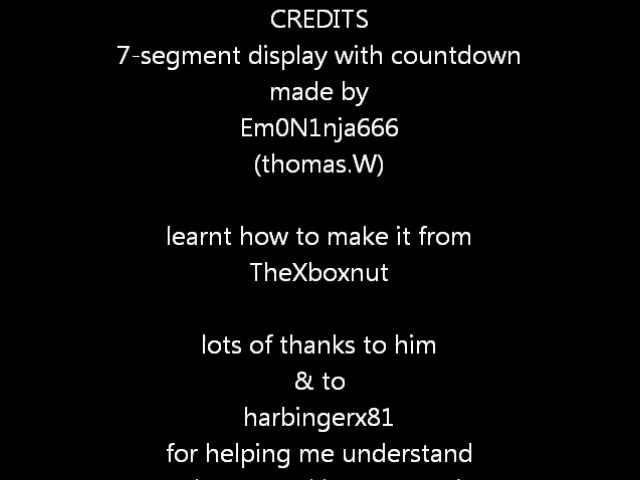 CREDITS
7-segment display with countdown
made by
Em0N1nja666
(thomas.W)
learnt how to make it from
TheXboxnut
lots of thanks to him
& to
harbingerx81
for helping me understand